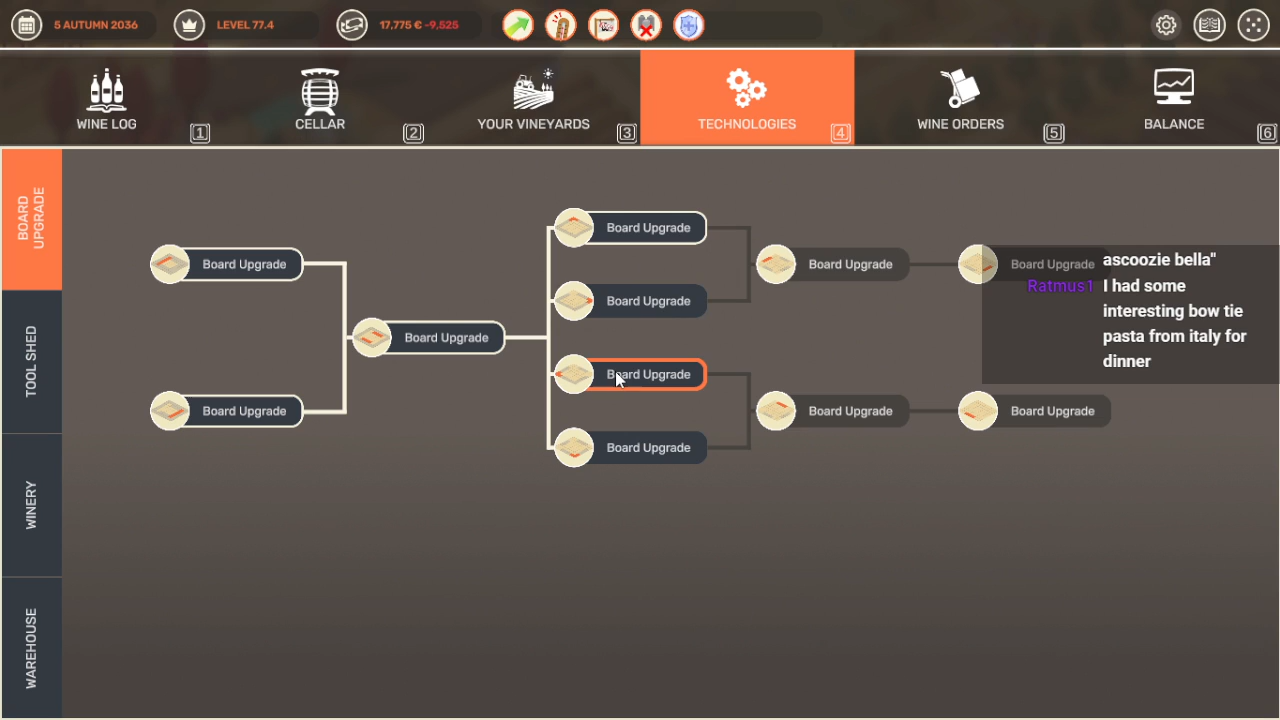 5 AUTUMN 2036
LEVEL 77.4
17,775 € -9,525
WINE LOG
1
CELLAR
2
YOUR VINEYARDS
3
TECHNOLOGIES
4
WINE ORDERS
5
BALANCE
6
BOARD
UPGRADE
TOOL SHED
WINERY
WAREHOUSE
Board Upgrade
Board Upgrade
Board Upgrade
Board Upgrade
Board Upgrade
Board Upgrade
Board Upgrade
Board Upgrade
Board Upgrade
Board Upgrade
Board Upgrade
ascoozie bella"
Ratmus1 I had some
interesting bow tie
pasta from italy for
dinner